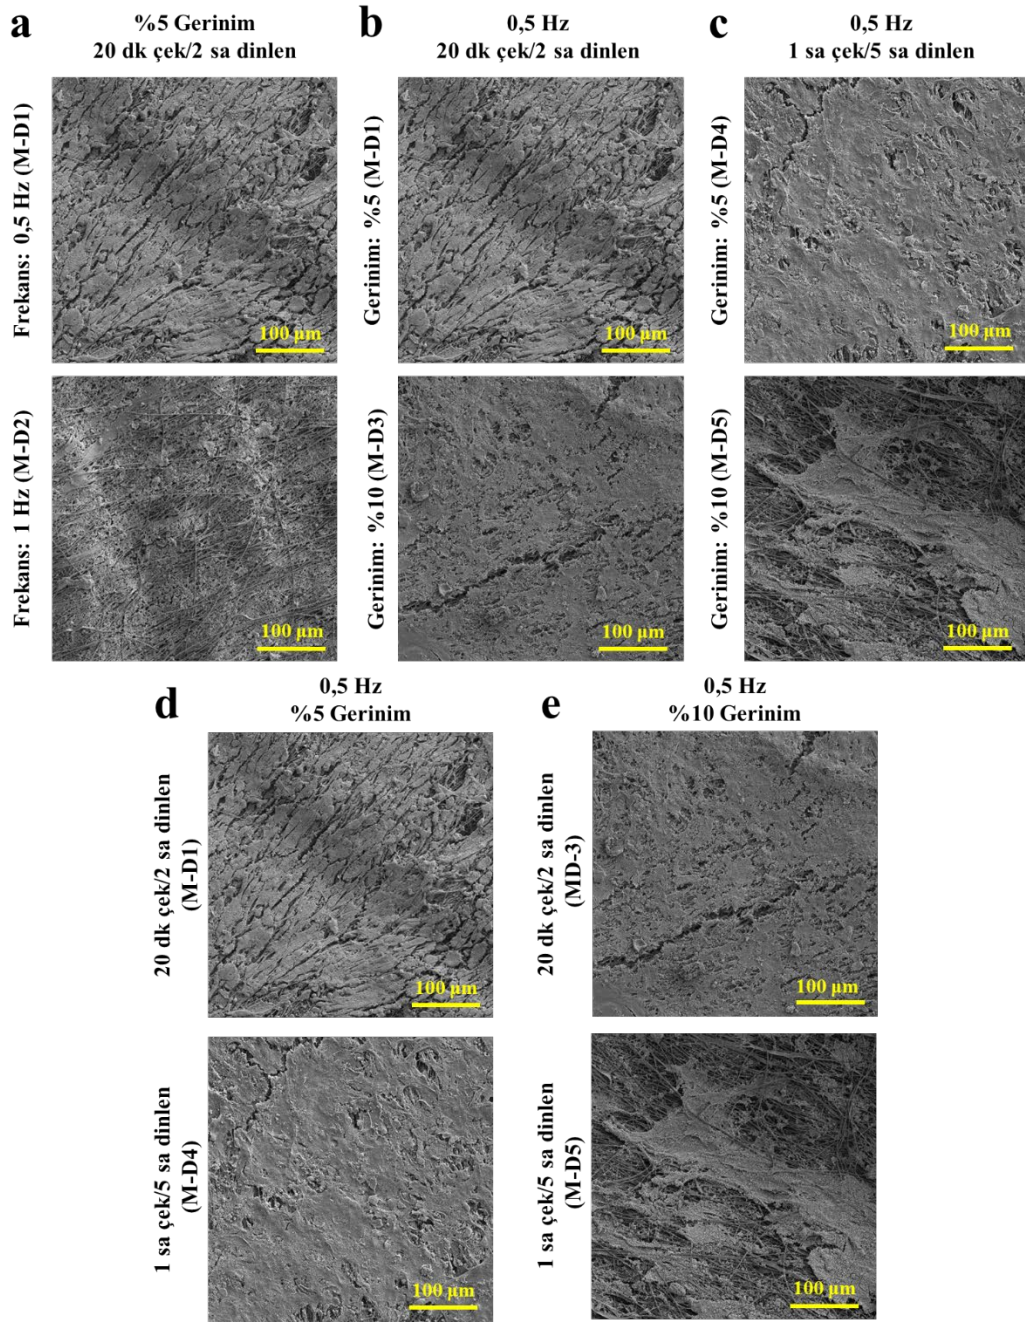 a
%5 Gerinim
20 dk çek/2 sa dinlen
b
0,5 Hz
20 dk çek/2 sa dinlen
c
0,5 Hz
1 sa çek/5 sa dinlen
Frekans: 0,5 Hz (M-D1)
100 µm
Gerinim: %5 (M-D1)
100 µm
Gerinim: %5 (M-D4)
100 µm
Frekans: 1 Hz (M-D2)
100 µm
Gerinim: %10 (M-D3)
100 µm
Gerinim: %10 (M-D5)
100 µm
d
0,5 Hz
%5 Gerinim
e
0,5 Hz
%10 Gerinim
20 dk çek/2 sa dinlen
(M-D1)
100 µm
20 dk çek/2 sa dinlen
(MD-3)
100 µm
1 sa çek/5 sa dinlen
(M-D4)
100 µm
1 sa çek/5 sa dinlen
(M-D5)
100 µm